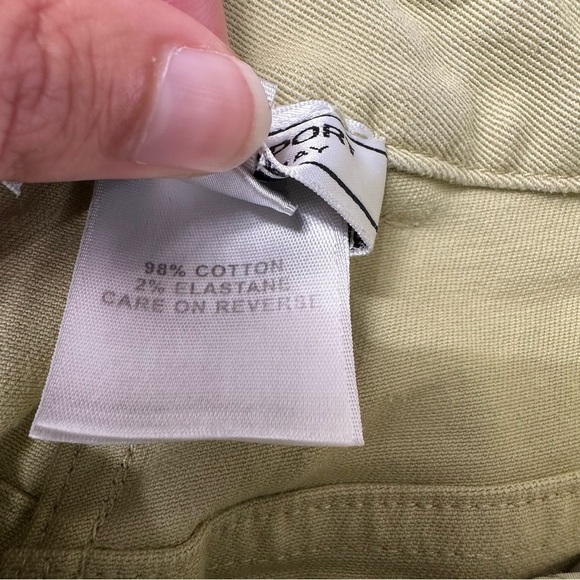 98% COTTON
2% ELASTANE
CARE ON REVERSE